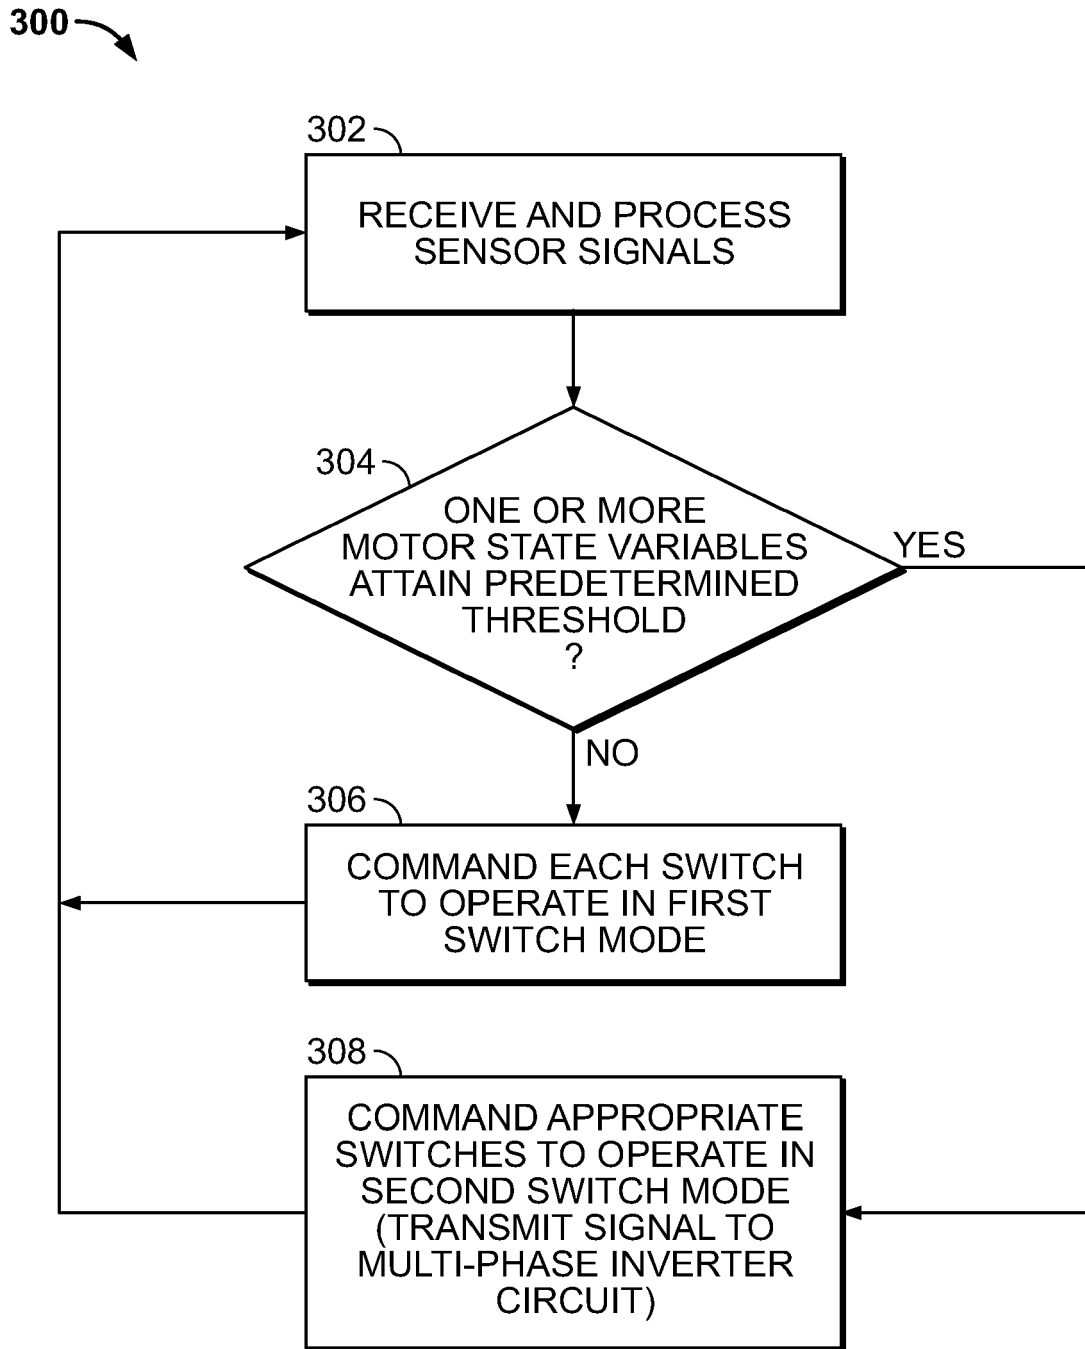 300
302
RECEIVE AND PROCESS
SENSOR SIGNALS
304
ONE OR MORE
MOTOR STATE VARIABLES
ATTAIN PREDETERMINED
THRESHOLD
?
YES
NO
306
COMMAND EACH SWITCH
TO OPERATE IN FIRST
SWITCH MODE
308
COMMAND APPROPRIATE
SWITCHES TO OPERATE IN
SECOND SWITCH MODE
(TRANSMIT SIGNAL TO
MULTI-PHASE INVERTER
CIRCUIT)